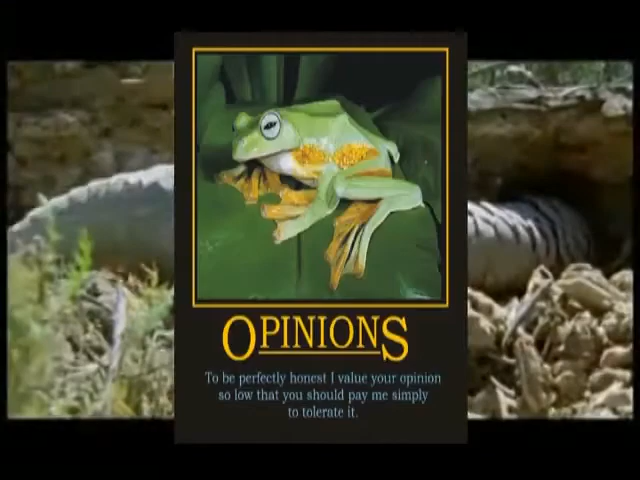 OPINIONS
To be perfectly honest I value your opinion
so low that you should pay me simply
to tolerate it.